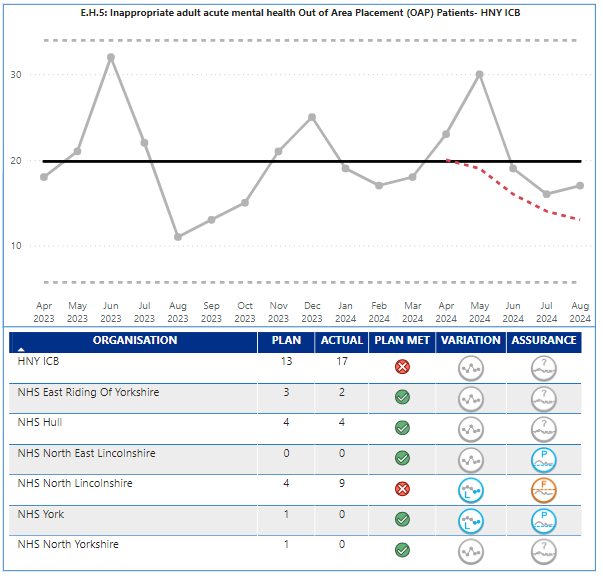 E.H.5: Inappropriate adult acute mental health Out of Area Placement (OAP) Patients- HNY ICB
30
20
10
Apr 2023 May 2023 Jun 2023 Jul 2023 Aug 2023 Sep 2023 Oct 2023 Nov 2023 Dec 2023 Jan 2024 Feb 2024 Mar 2024 Apr 2024 May 2024 Jun 2024 Jul 2024 Aug 2024
ORGANISATION PLAN ACTUAL PLAN MET VARIATION ASSURANCE
HNY ICB 13 17 ?
NHS East Riding Of Yorkshire 3 2 ?
NHS Hull 4 4 ?
NHS North East Lincolnshire 0 0 P
NHS North Lincolnshire 4 9 L F
NHS York 1 0 L P
NHS North Yorkshire 1 0 ?